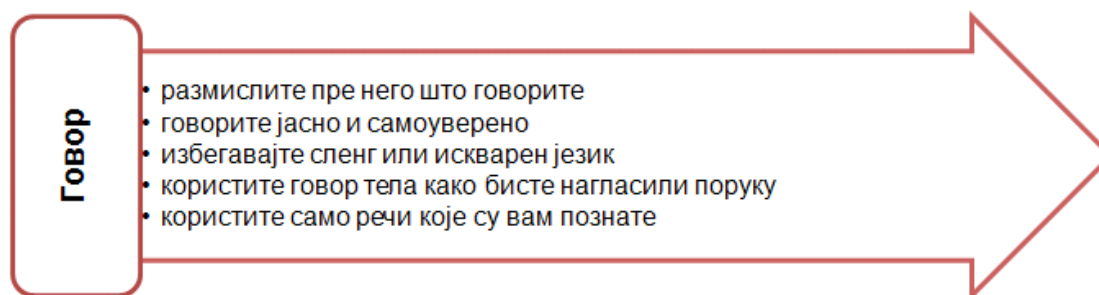 Говор
• размислите пре него што говорите
• говорите јасно и самоуверено
• избегавајте сленг или искварен језик
• користите говор тела како бисте нагласили поруку
• користите само речи које су вам познате